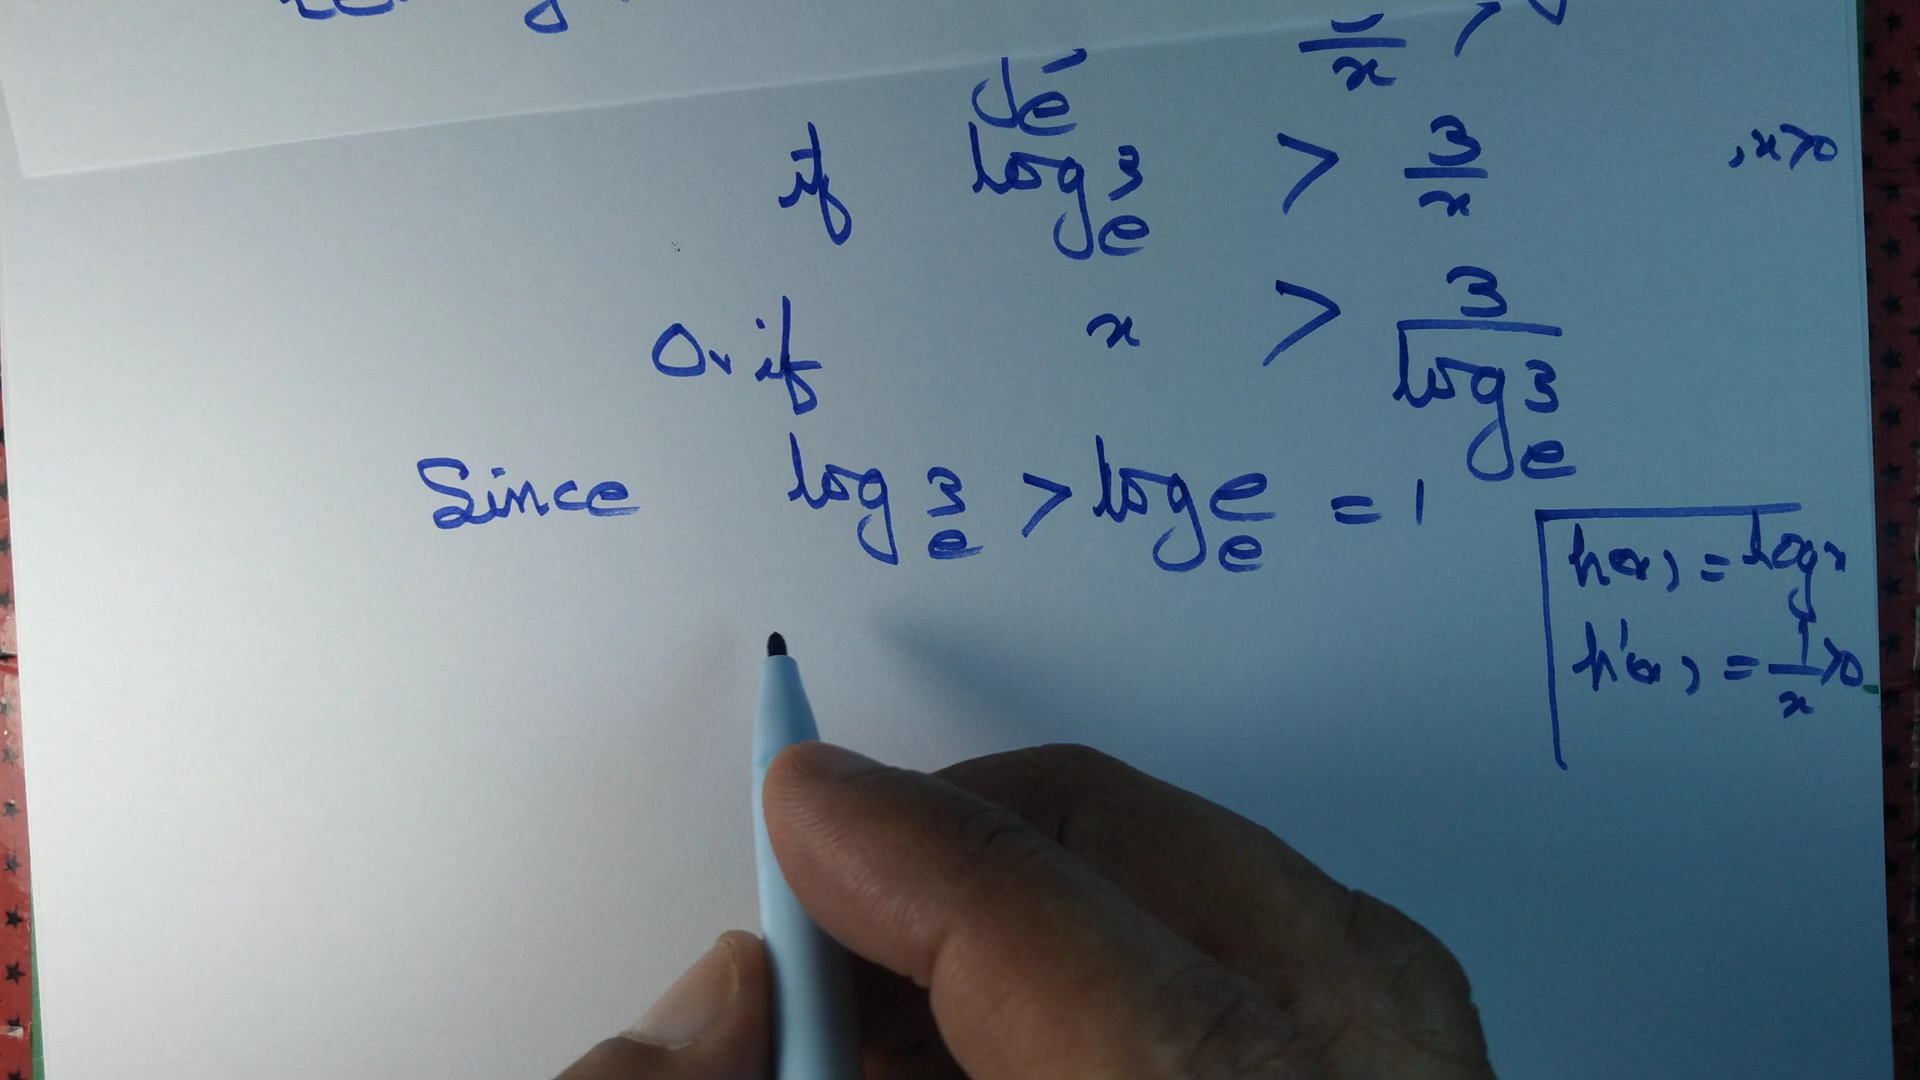 if log_e 3 > 3/x , x>0
Or if x > 3/log_e 3
Since log_e 3 > log_e e = 1
h(x) = log x
h'(x) = 1/x >0